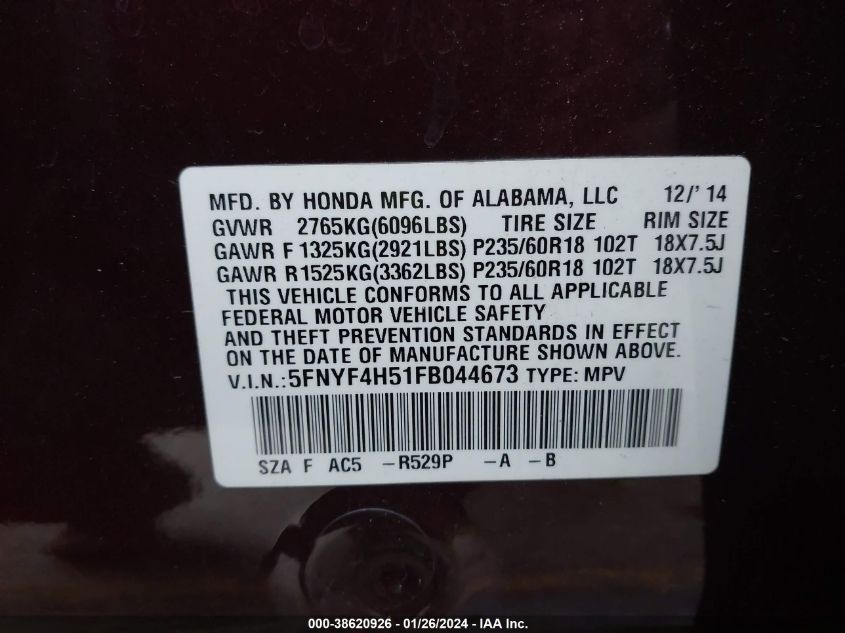 MFD. BY HONDA MFG. OF ALABAMA, LLC 12/' 14
GVWR 2765KG(6096LBS) TIRE SIZE RIM SIZE
GAWR F 1325KG(2921LBS) P235/60R18 102T 18X7.5J
GAWR R1525KG(3362LBS) P235/60R18 102T 18X7.5J
THIS VEHICLE CONFORMS TO ALL APPLICABLE
FEDERAL MOTOR VEHICLE SAFETY
AND THEFT PREVENTION STANDARDS IN EFFECT
ON THE DATE OF MANUFACTURE SHOWN ABOVE.
V.I.N.:5FNYF4H51FB044673 TYPE: MPV
SZA F AC5 -R529P -A -B
000-38620926 - 01/26/2024 - IAA Inc.